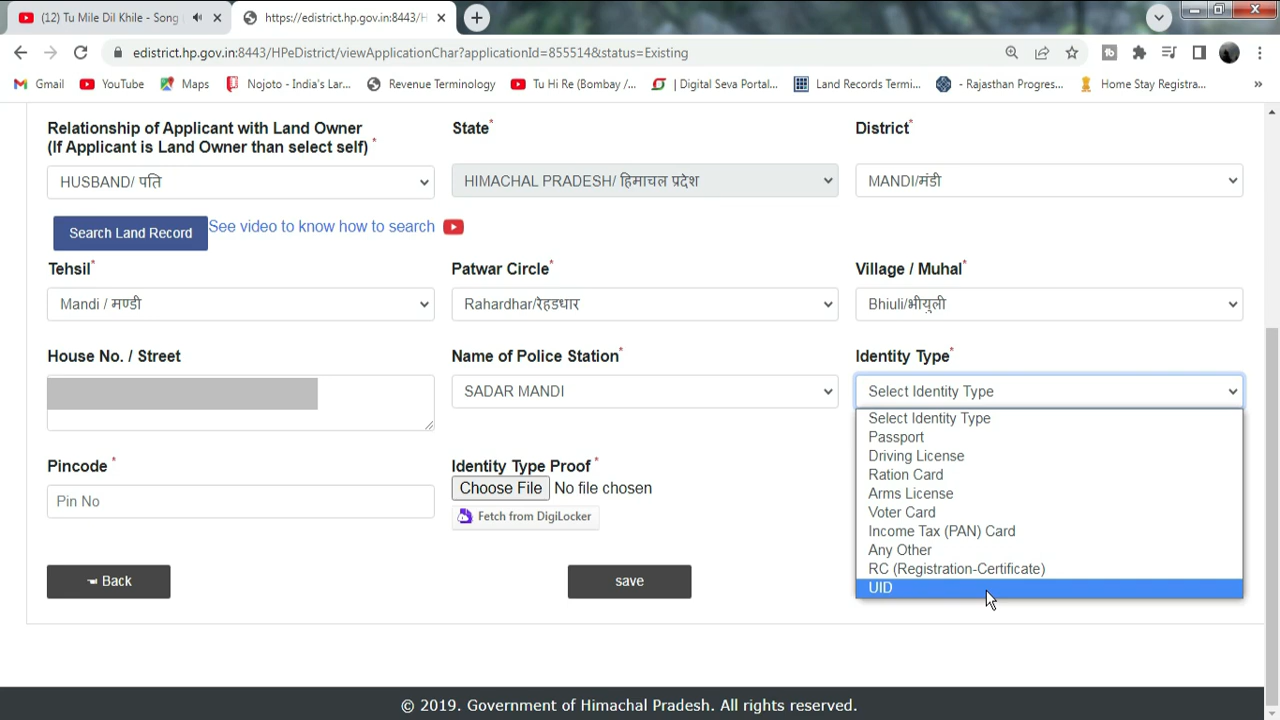 (12) Tu Mile Dil Khile - Song
https://edistrict.hp.gov.in:8443/H
edistrict.hp.gov.in:8443/HPeDistrict/viewApplicationChar?applicationId=855514&status=Existing
Gmail YouTube Maps Nojoto - India's Lar... Revenue Terminology Tu Hi Re (Bombay /... | Digital Seva Portal... Land Records Termi... - Rajasthan Progres... Home Stay Registra... »
Relationship of Applicant with Land Owner
(If Applicant is Land Owner than select self) *
State*
District*
HUSBAND/ पति
HIMACHAL PRADESH/ हिमाचल प्रदेश
MANDI/मंडी
Search Land Record See video to know how to search
Tehsil* Patwar Circle* Village / Muhal*
Mandi / मण्डी Rahardhar/रेहडधार Bhiuli/भीयुली
House No. / Street Name of Police Station* Identity Type*
SADAR MANDI Select Identity Type
Select Identity Type
Passport
Driving License
Ration Card
Arms License
Voter Card
Income Tax (PAN) Card
Any Other
RC (Registration-Certificate)
UID
Pincode * Identity Type Proof *
Pin No
Choose File No file chosen
Fetch from DigiLocker
Back save
© 2019. Government of Himachal Pradesh. All rights reserved.